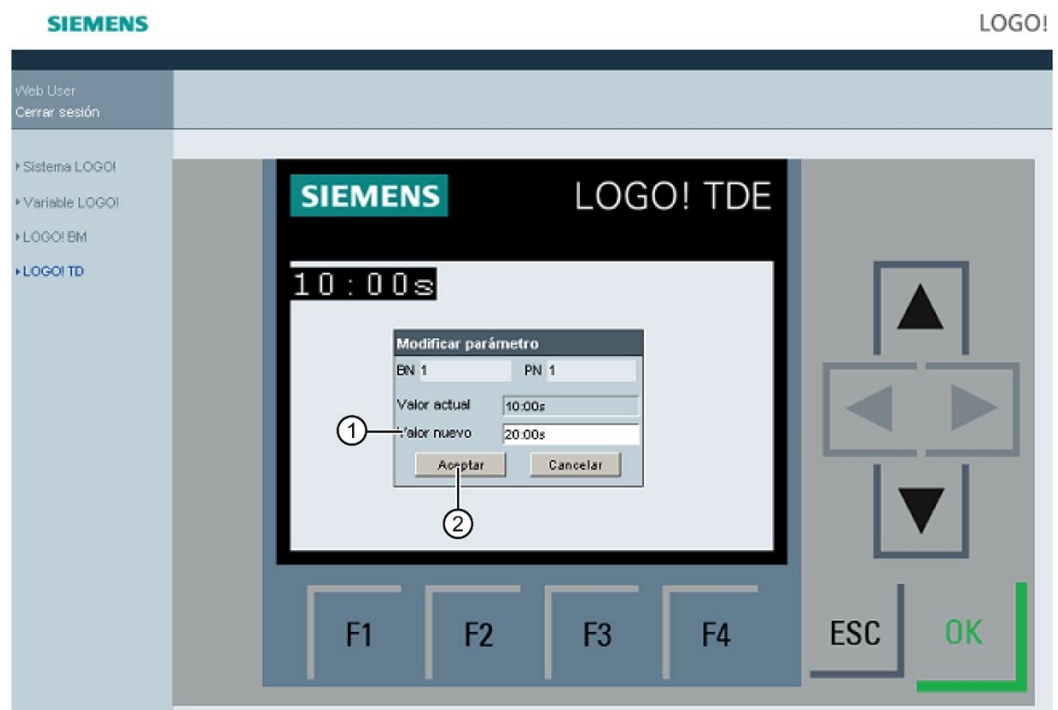 SIEMENS
LOGO!
Web User
Cerrar sesión
Sistema LOGO!
Variable LOGO!
LOGO! BM
LOGO! TD
SIEMENS
LOGO! TDE
10:00s
Modificar parámetro
BN 1 PN 1
Valor actual 10:00s
1 Valor nuevo 20:00s
Aceptar Cancelar
2
F1 F2 F3 F4 ESC OK